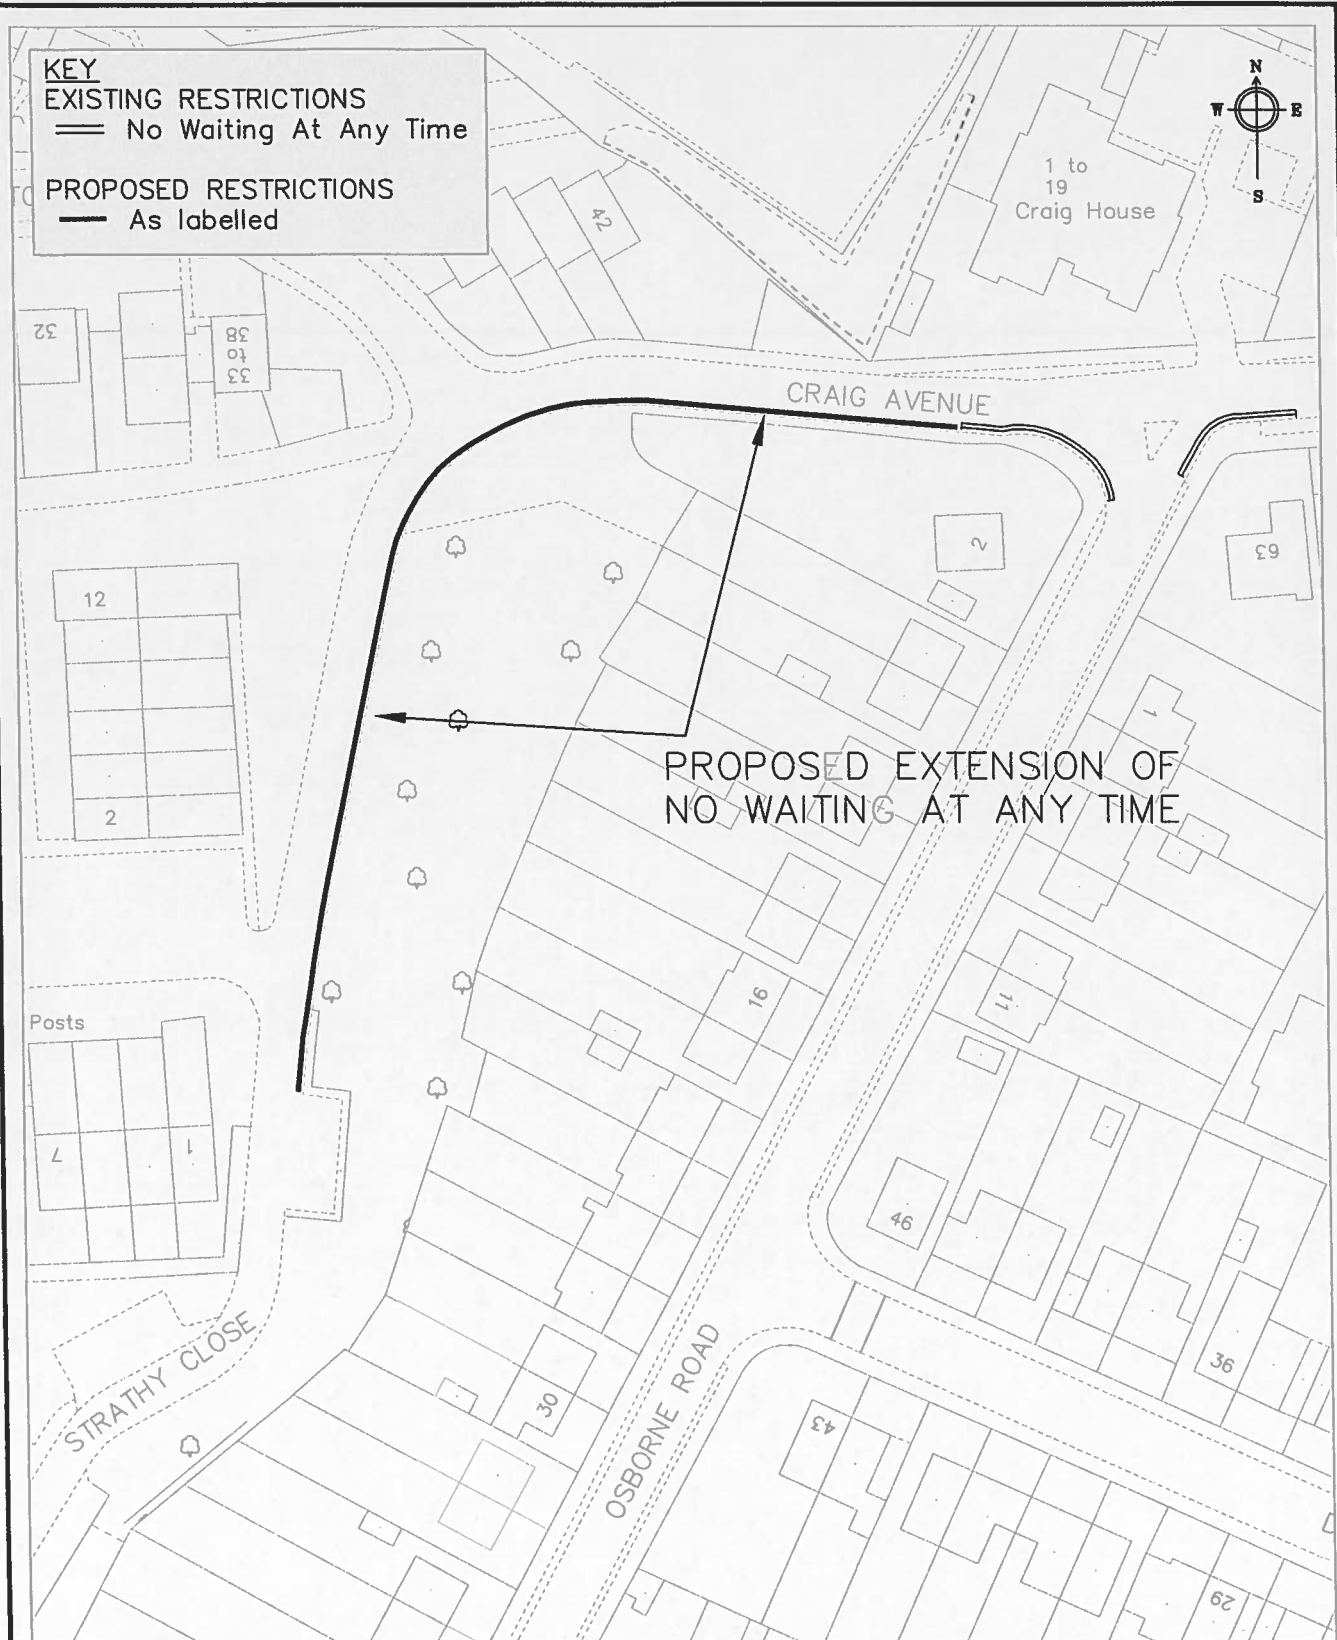 KEY
EXISTING RESTRICTIONS
No Waiting At Any Time
PROPOSED RESTRICTIONS
As labelled
N
W E
S
1 to
19
Craig House
42
32
33
to
38
CRAIG AVENUE
2
63
12
2
1
PROPOSED EXTENSION OF
NO WAITING AT ANY TIME
16
11
Posts
7
1
46
36
STRATHY CLOSE
30
OSBORNE ROAD
43
29